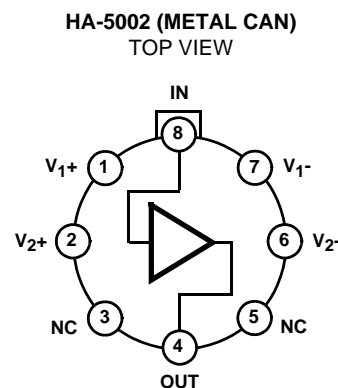 HA-5002 (METAL CAN)
TOP VIEW
IN
8
V1+ 1 7 V1-
V2+ 2 6 V2-
NC 3 5 NC
4
OUT